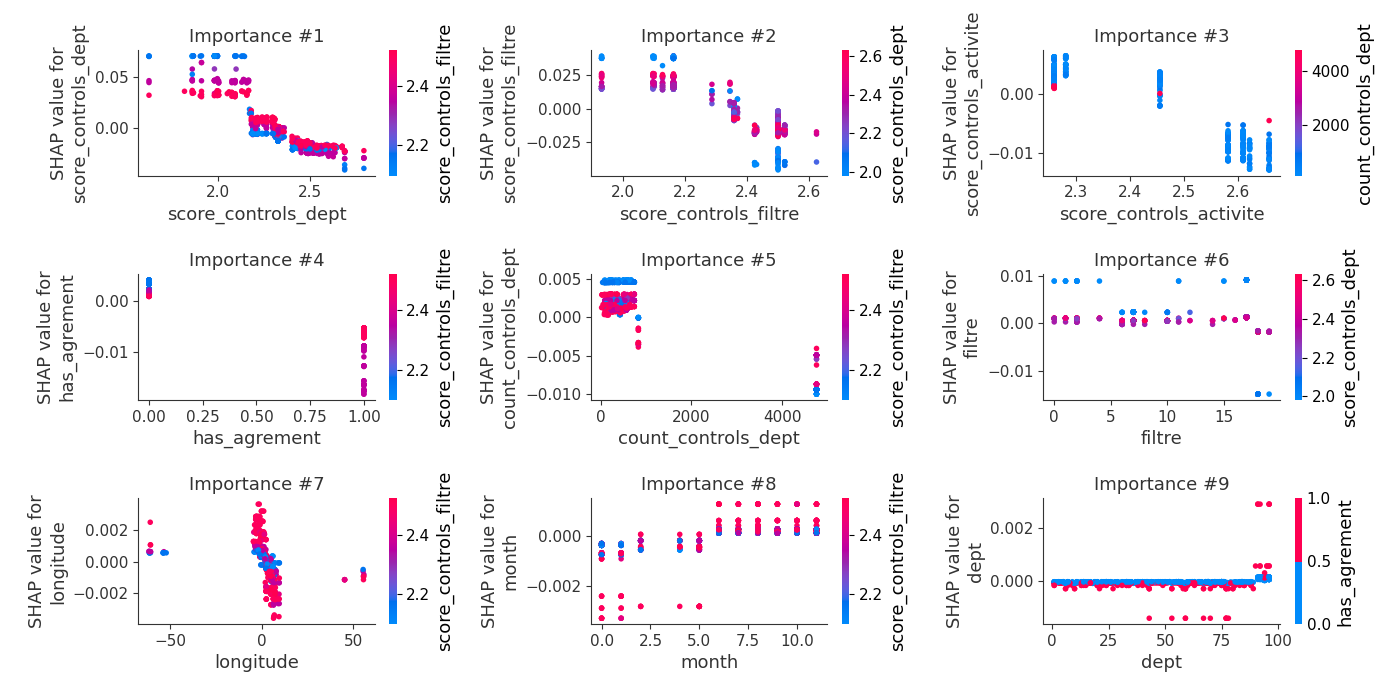 Importance #1
SHAP value for
score_controls_dept
0.05
0.00
2.0
2.5
score_controls_dept
2.4
2.2
score_controls_filtre
Importance #2
SHAP value for
score_controls_filtre
0.025
0.000
−0.025
2.0
2.2
2.4
2.6
score_controls_filtre
2.6
2.4
2.2
2.0
score_controls_dept
Importance #3
SHAP value for
score_controls_activite
0.00
−0.01
2.3
2.4
2.5
2.6
score_controls_activite
4000
2000
count_controls_dept
Importance #4
SHAP value for
has_agrement
0.00
−0.01
0.00
0.25
0.50
0.75
1.00
has_agrement
2.4
2.2
score_controls_filtre
Importance #5
SHAP value for
count_controls_dept
0.005
0.000
−0.005
−0.010
0
2000
4000
count_controls_dept
2.4
2.2
score_controls_filtre
Importance #6
SHAP value for
filtre
0.01
0.00
−0.01
0
5
10
15
filtre
2.6
2.4
2.2
2.0
score_controls_dept
Importance #7
SHAP value for
longitude
0.002
0.000
−0.002
−50
0
50
longitude
2.4
2.2
score_controls_filtre
Importance #8
SHAP value for
month
0.000
−0.002
0.0
2.5
5.0
7.5
10.0
month
2.4
2.2
score_controls_filtre
Importance #9
SHAP value for
dept
0.002
0.000
0
25
50
75
100
dept
1.0
0.5
0.0
has_agrement